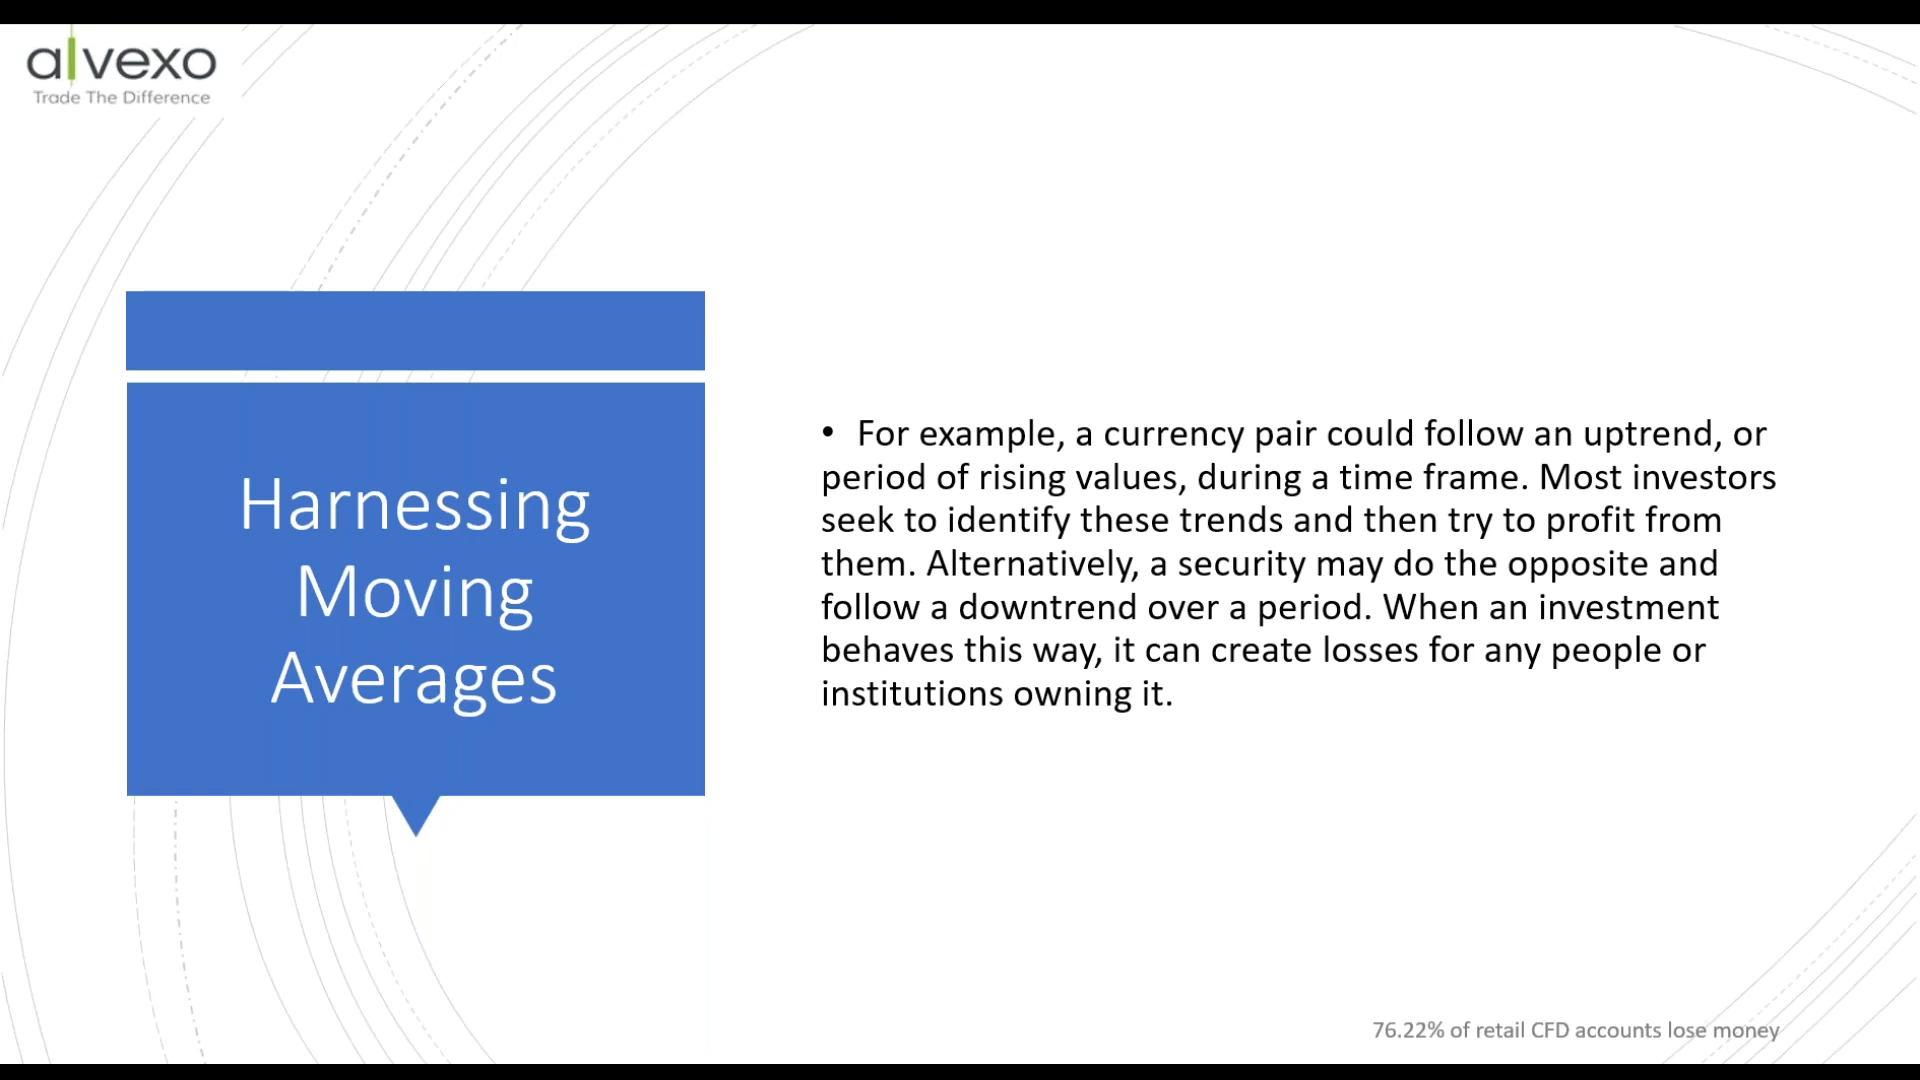 alvexo
Trade The Difference
Harnessing
Moving
Averages
• For example, a currency pair could follow an uptrend, or
period of rising values, during a time frame. Most investors
seek to identify these trends and then try to profit from
them. Alternatively, a security may do the opposite and
follow a downtrend over a period. When an investment
behaves this way, it can create losses for any people or
institutions owning it.
76.22% of retail CFD accounts lose money